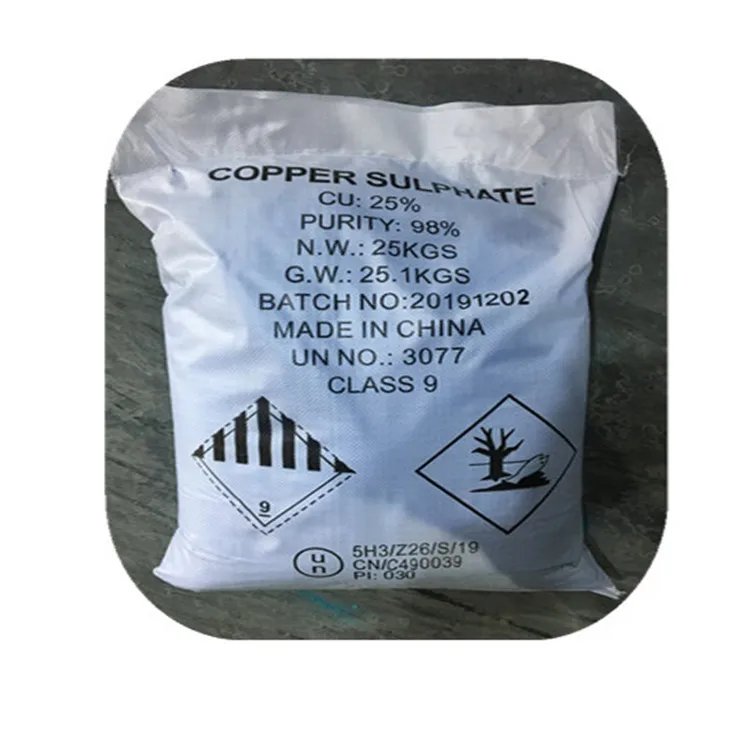 COPPER SULPHATE
CU: 25%
PURITY: 98%
N.W.: 25KGS
G.W.: 25.1KGS
BATCH NO:20191202
MADE IN CHINA
UN NO.: 3077
CLASS 9
9
un
5H3/Z26/S/19
CN/C490039
PI: 030